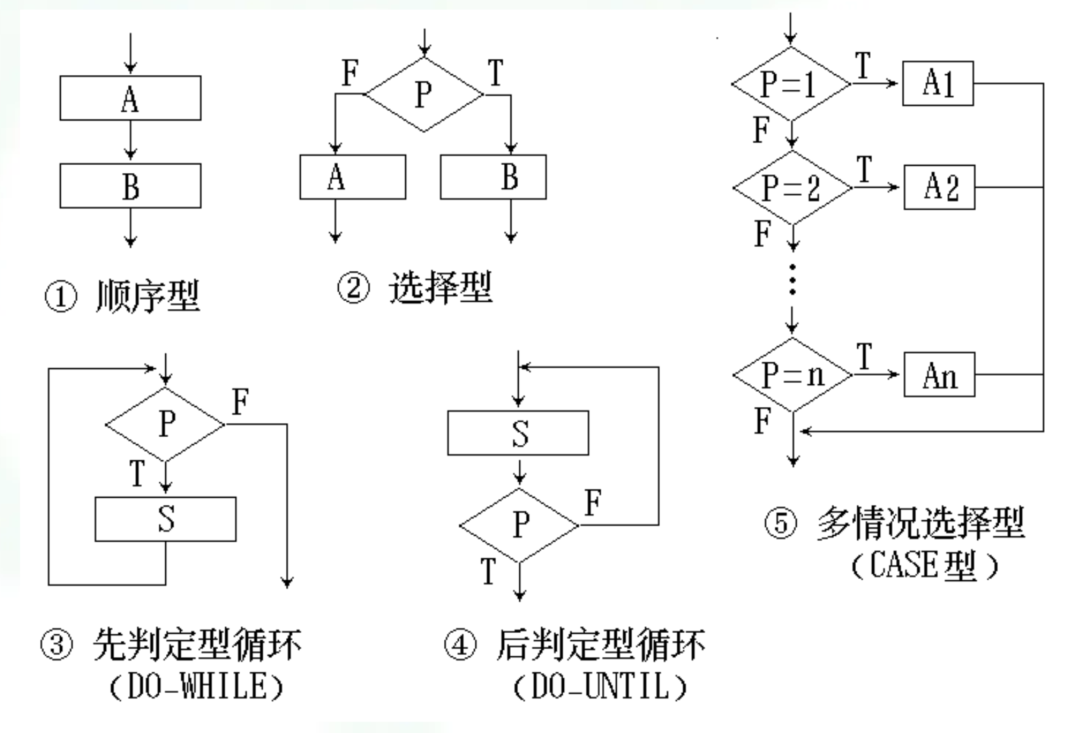 A
B
① 顺序型
F
T
P
A
B
② 选择型
P
F
T
S
③ 先判定型循环
(DO-WHILE)
S
P
F
T
④ 后判定型循环
(DO-UNTIL)
P=1
T
A1
F
P=2
T
A2
F
⋮
P=n
T
An
F
⑤ 多情况选择型
(CASE型)